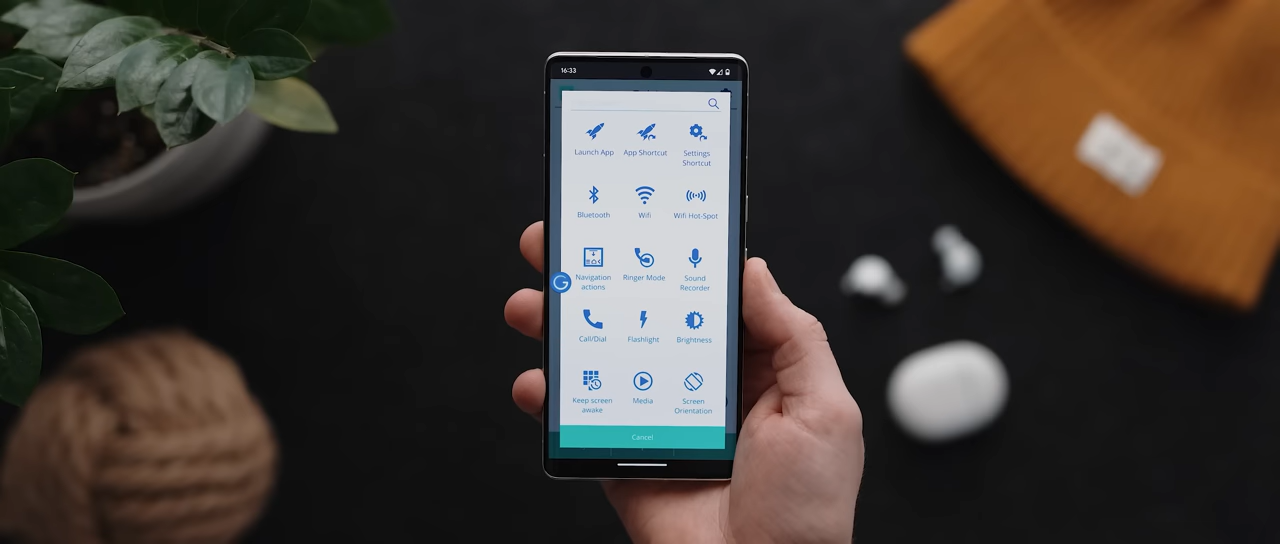 16:33
Launch App
App Shortcut
Settings
Shortcut
Bluetooth
Wifi
Wifi Hot-Spot
Navigation
actions
Ringer Mode
Sound
Recorder
Call/Dial
Flashlight
Brightness
Keep screen
awake
Media
Screen
Orientation
Cancel